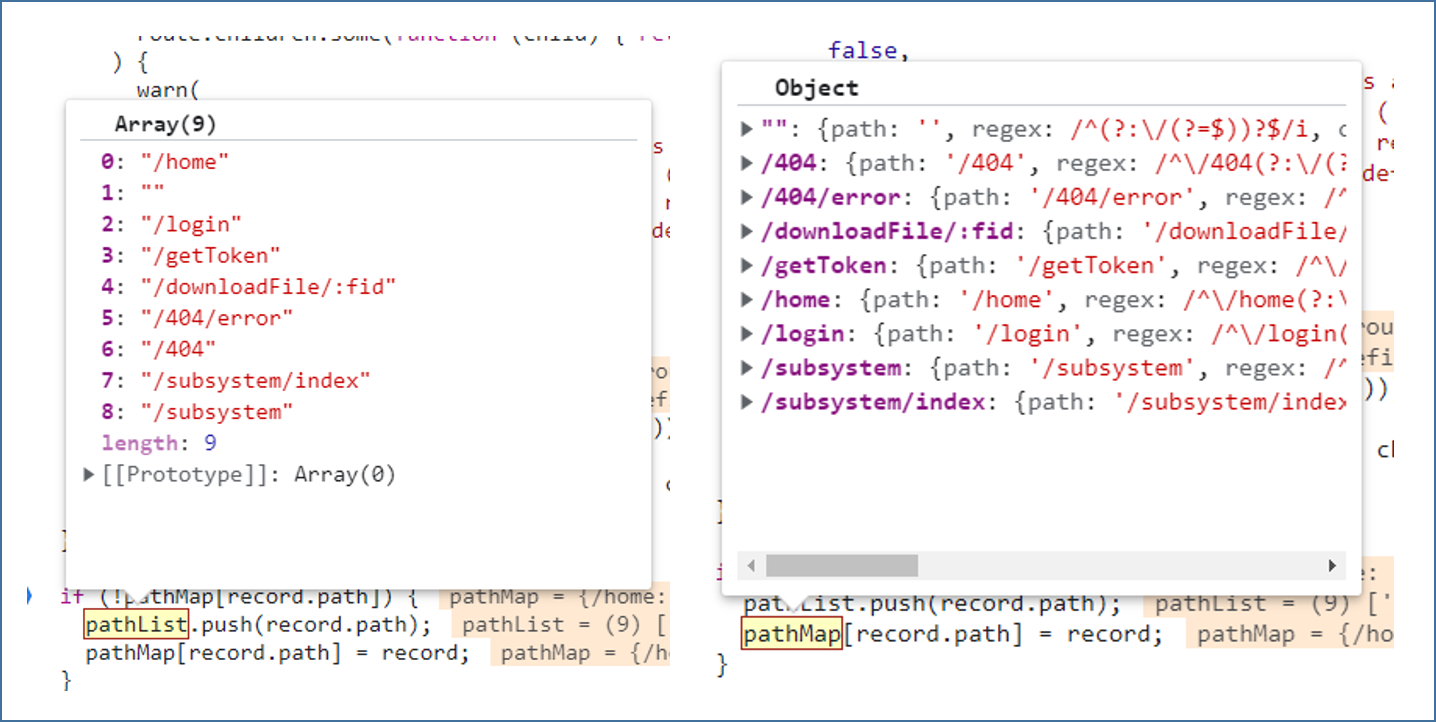 route.children.some(function (child) {
) {
warn(
Array(9)
0: "/home"
1: ""
2: "/login"
3: "/getToken"
4: "/downloadFile/:fid"
5: "/404/error"
6: "/404"
7: "/subsystem/index"
8: "/subsystem"
length: 9
[[Prototype]]: Array(0)
if (!pathMap[record.path]) { pathMap = {/home:
pathList.push(record.path); pathList = (9) [
pathMap[record.path] = record; pathMap = {/h
}
false,
Object
"": {path: '', regex: /^(?:\/(?=$))?$/i, c
/404: {path: '/404', regex: /^\/404(?:\/(?
/404/error: {path: '/404/error', regex: /^
/downloadFile/:fid: {path: '/downloadFile/
/getToken: {path: '/getToken', regex: /^\/
/home: {path: '/home', regex: /^\/home(?:\
/login: {path: '/login', regex: /^\/login(
/subsystem: {path: '/subsystem', regex: /^
/subsystem/index: {path: '/subsystem/index
pathList.push(record.path); pathList = (9) ['
pathMap[record.path] = record; pathMap = {/ho
}